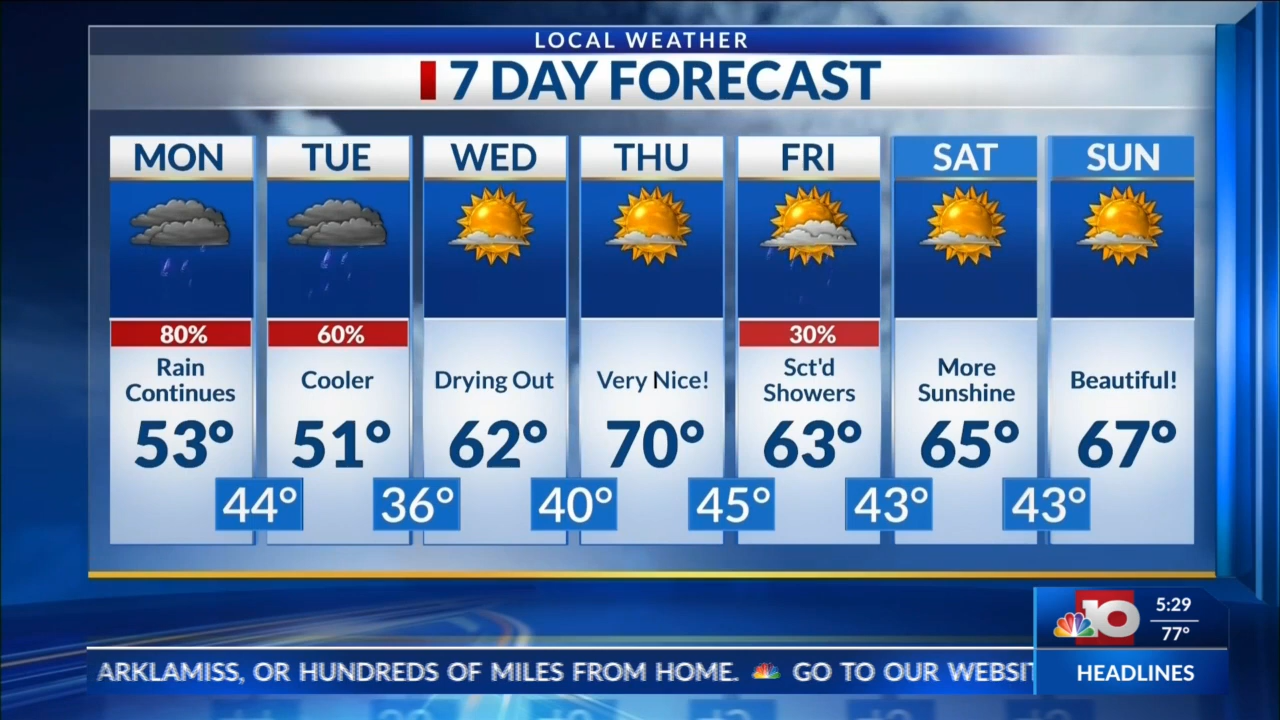 LOCAL WEATHER
7 DAY FORECAST
MON TUE WED THU FRI SAT SUN
80% 60% 30%
Rain
Continues
Cooler
Drying Out
Very Nice!
Sct'd
Showers
More
Sunshine
Beautiful!
53° 51° 62° 70° 63° 65° 67°
44° 36° 40° 45° 43° 43°
10
5:29
77°
ARKLAMISS, OR HUNDREDS OF MILES FROM HOME. GO TO OUR WEBSIT
HEADLINES